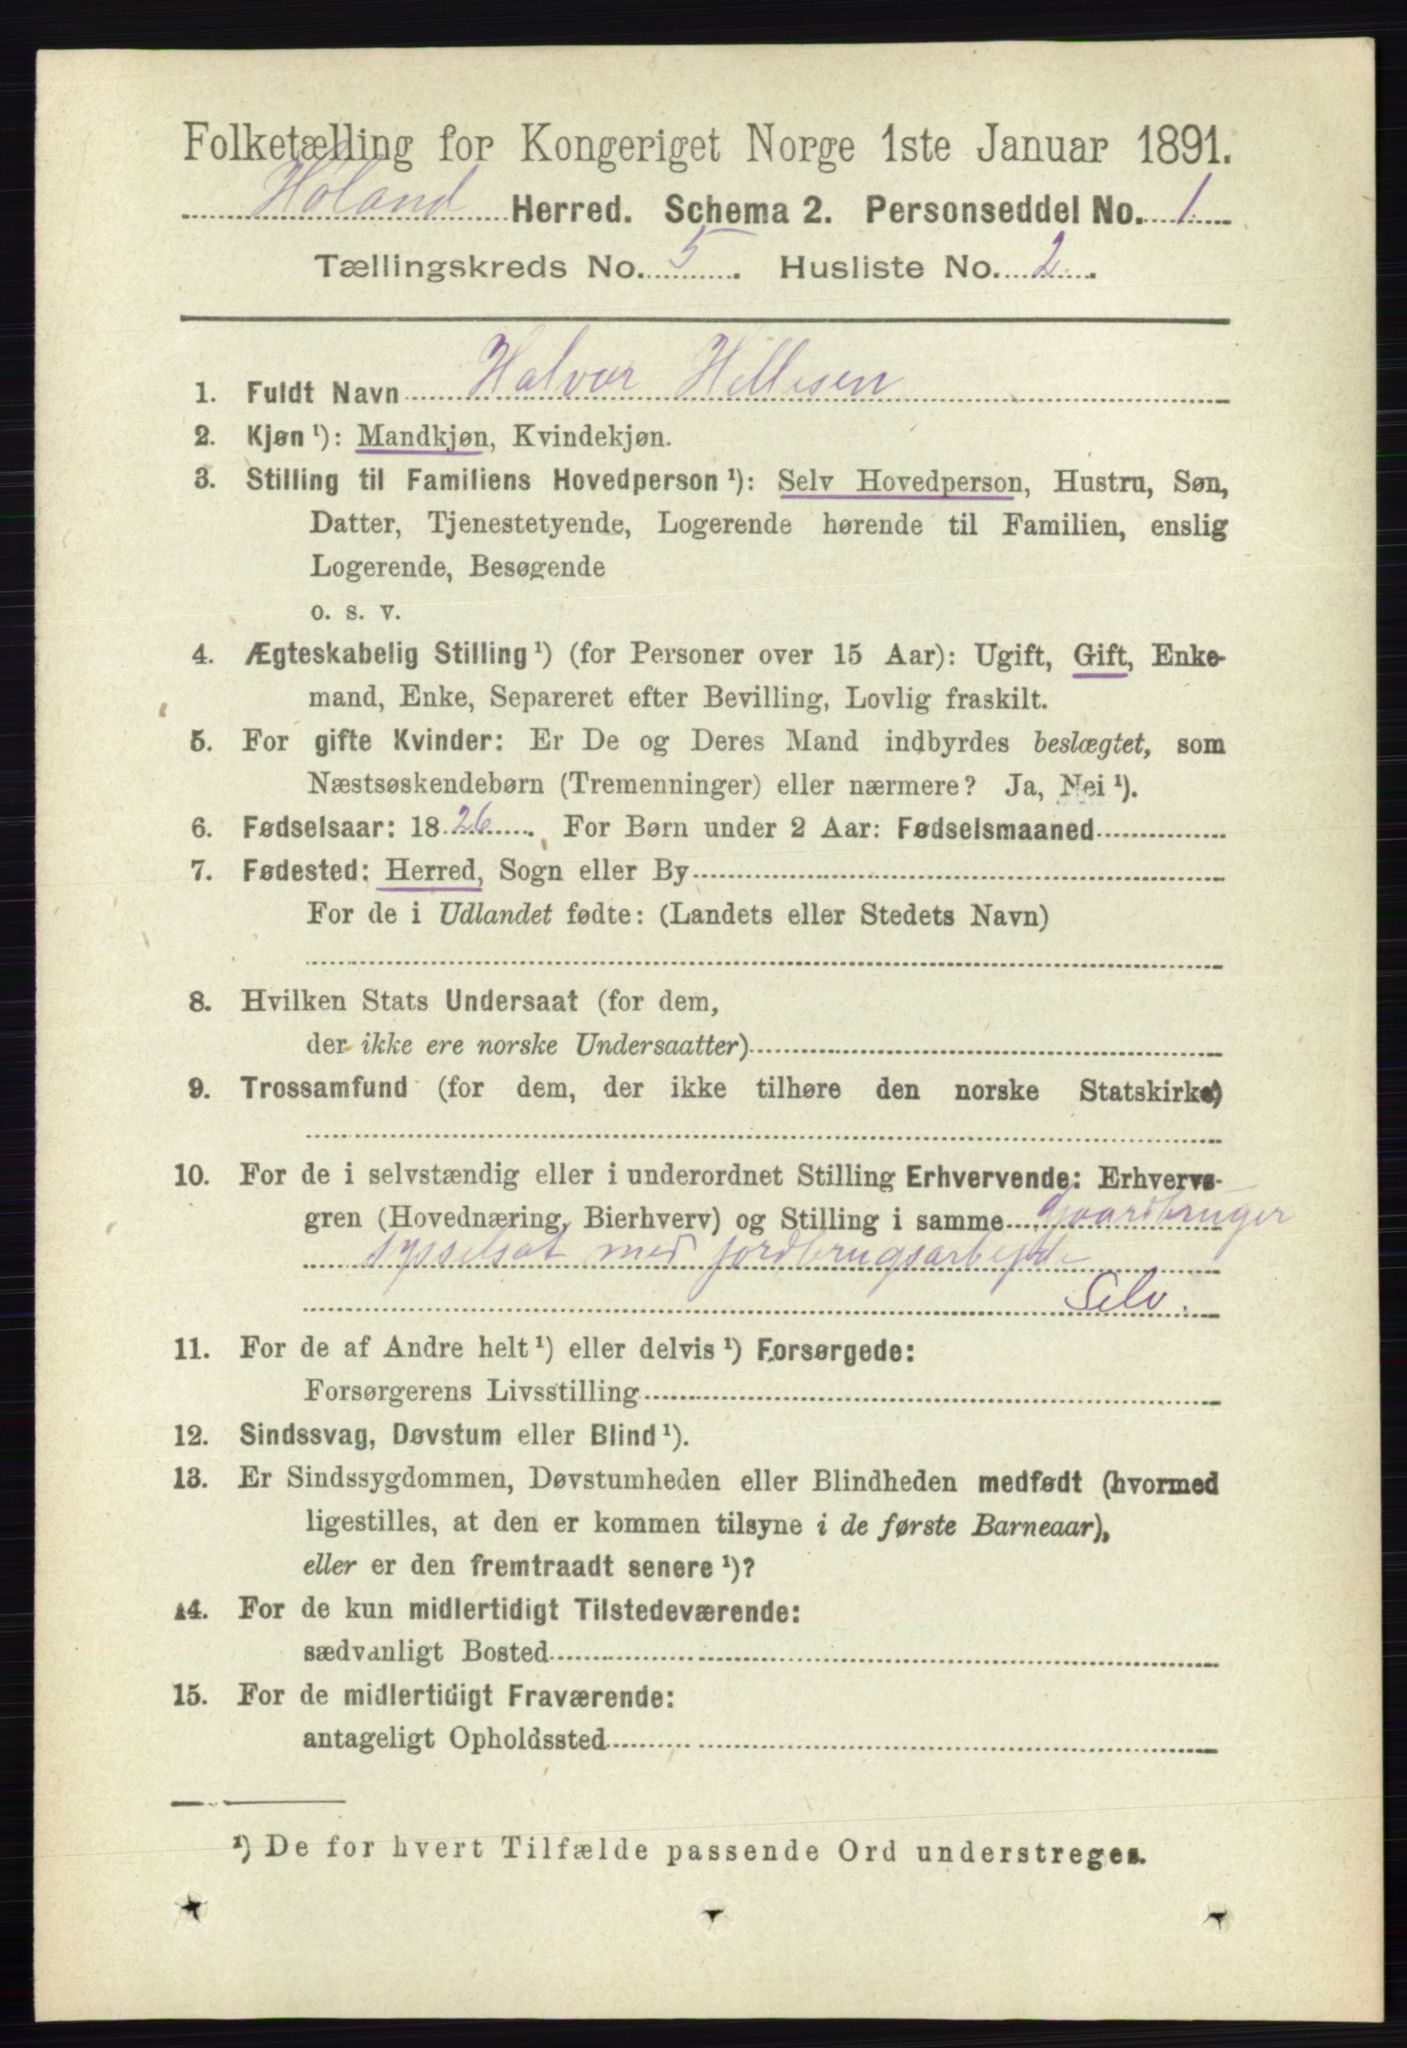 Folketælling for Kongeriget Norge 1ste Januar 1891.
Høland Herred. Schema 2. Personseddel No. 1
Tællingskreds No. 5. Husliste No. 2.
1. Fuldt Navn Halvor Hillesen
2. Kjøn ¹): Mandkjøn, Kvindekjøn.
3. Stilling til Familiens Hovedperson ¹): Selv Hovedperson, Hustru, Søn,
Datter, Tjenestetyende, Logerende hørende til Familien, enslig
Logerende, Besøgende
o. s. v.
4. Ægteskabelig Stilling ¹) (for Personer over 15 Aar): Ugift, Gift, Enke-
mand, Enke, Separeret efter Bevilling, Lovlig fraskilt.
5. For gifte Kvinder: Er De og Deres Mand indbyrdes beslægtet, som
Næstsøskendebørn (Tremenninger) eller nærmere? Ja, Nei ¹).
6. Fødselsaar: 1826. For Børn under 2 Aar: Fødselsmaaned
7. Fødested: Herred, Sogn eller By
For de i Udlandet fødte: (Landets eller Stedets Navn)
8. Hvilken Stats Undersaat (for dem,
der ikke ere norske Undersaatter)
9. Trossamfund (for dem, der ikke tilhøre den norske Statskirke)
10. For de i selvstændig eller i underordnet Stilling Erhvervende: Erhvervs-
gren (Hovednæring, Bierhverv) og Stilling i samme Gaardbruger
sysselsat med jordbrugsarbejde
Selv.
11. For de af Andre helt ¹) eller delvis ¹) Forsørgede:
Forsørgerens Livsstilling
12. Sindssvag, Døvstum eller Blind ¹).
13. Er Sindssygdommen, Døvstumheden eller Blindheden medfødt (hvormed
ligestilles, at den er kommen tilsyne i de første Barneaar),
eller er den fremtraadt senere ¹)?
14. For de kun midlertidigt Tilstedeværende:
sædvanligt Bosted
15. For de midlertidigt Fraværende:
antageligt Opholdssted
¹) De for hvert Tilfælde passende Ord understreges.